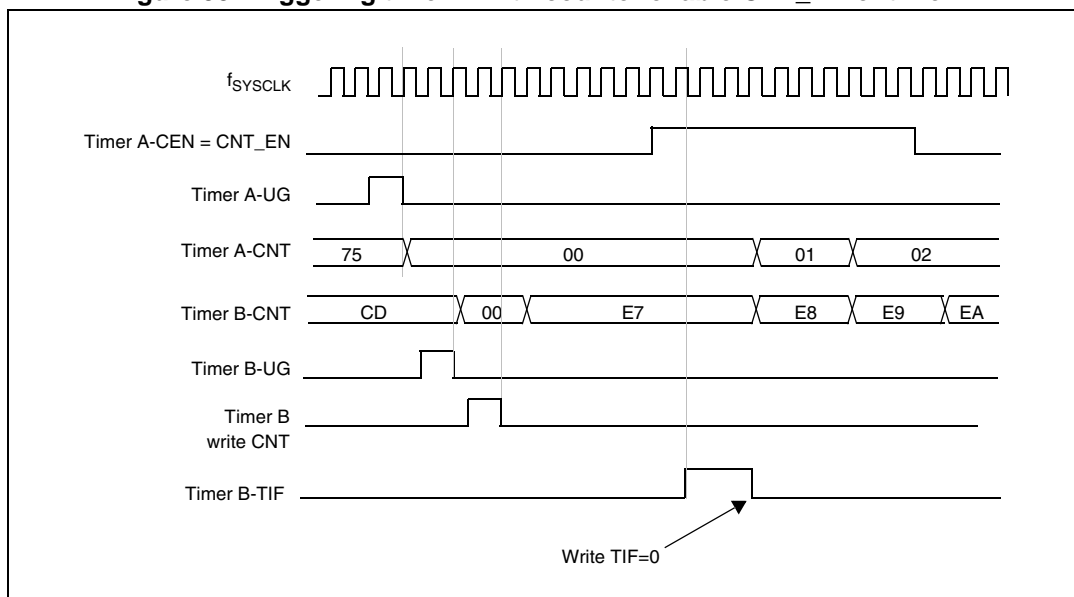 fSYSCLK
Timer A-CEN = CNT_EN
Timer A-UG
Timer A-CNT 75 00 01 02
Timer B-CNT CD 00 E7 E8 E9 EA
Timer B-UG
Timer B
write CNT
Timer B-TIF
Write TIF=0